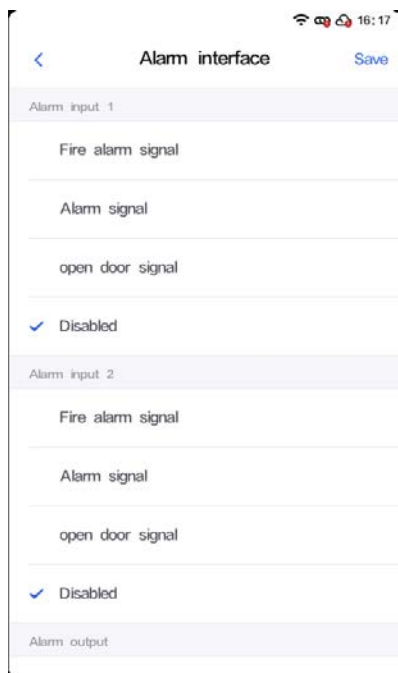 16:17
Alarm interface
Save
Alarm input 1
Fire alarm signal
Alarm signal
open door signal
Disabled
Alarm input 2
Fire alarm signal
Alarm signal
open door signal
Disabled
Alarm output